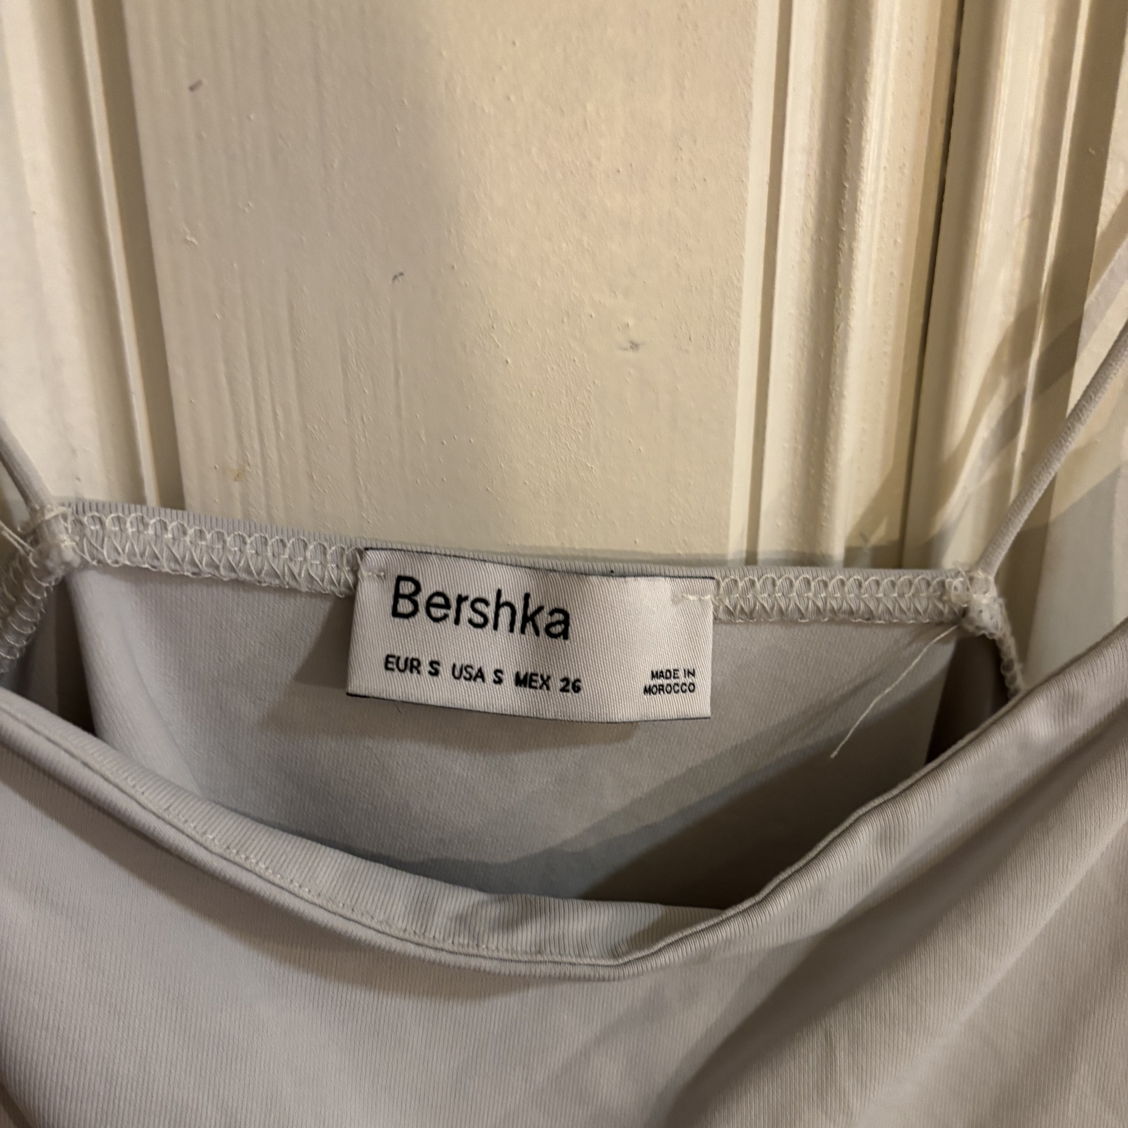 Bershka
EUR S USA S MEX 26
MADE IN
MOROCCO